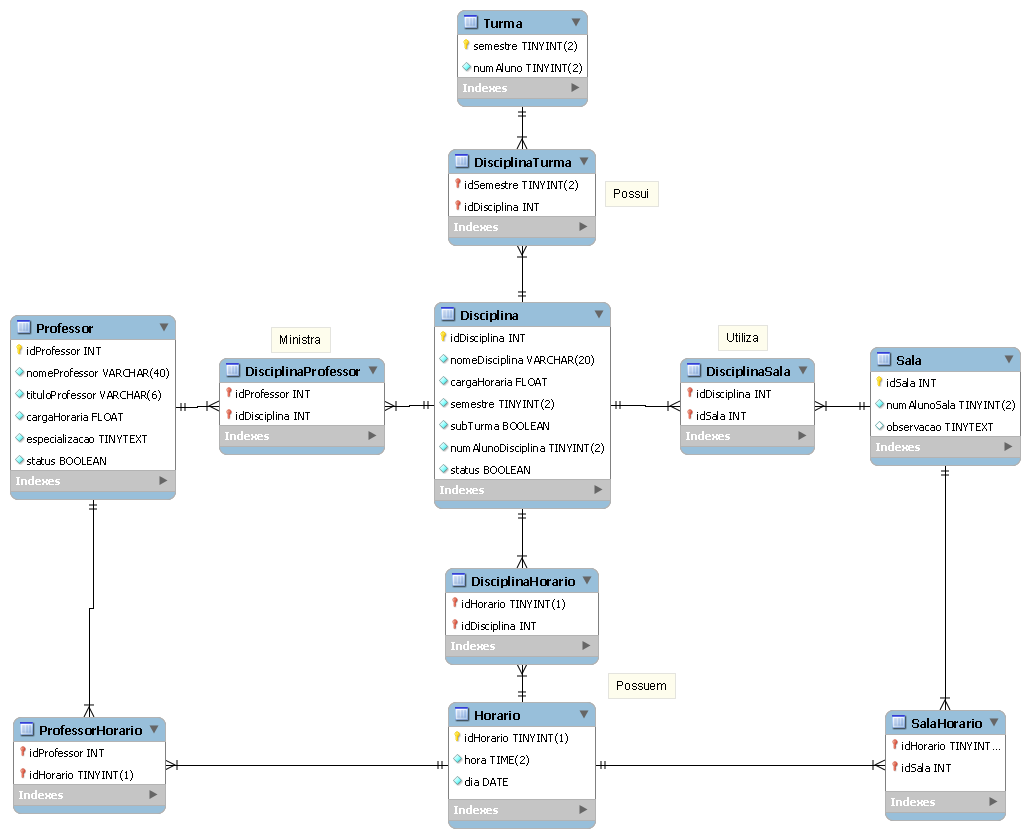 Turma
semestre TINYINT(2)
numAluno TINYINT(2)
Indexes
DisciplinaTurma
idSemestre TINYINT(2)
idDisciplina INT
Indexes
Possui
Professor
idProfessor INT
nomeProfessor VARCHAR(40)
tituloProfessor VARCHAR(6)
cargaHoraria FLOAT
especializacao TINYTEXT
status BOOLEAN
Indexes
Ministra
DisciplinaProfessor
idProfessor INT
idDisciplina INT
Indexes
Disciplina
idDisciplina INT
nomeDisciplina VARCHAR(20)
cargaHoraria FLOAT
semestre TINYINT(2)
subTurma BOOLEAN
numAlunoDisciplina TINYINT(2)
status BOOLEAN
Indexes
Utiliza
DisciplinaSala
idDisciplina INT
idSala INT
Indexes
Sala
idSala INT
numAlunoSala TINYINT(2)
observacao TINYTEXT
Indexes
DisciplinaHorario
idHorario TINYINT(1)
idDisciplina INT
Indexes
Possuem
ProfessorHorario
idProfessor INT
idHorario TINYINT(1)
Indexes
Horario
idHorario TINYINT(1)
hora TIME(2)
dia DATE
Indexes
SalaHorario
idHorario TINYINT...
idSala INT
Indexes